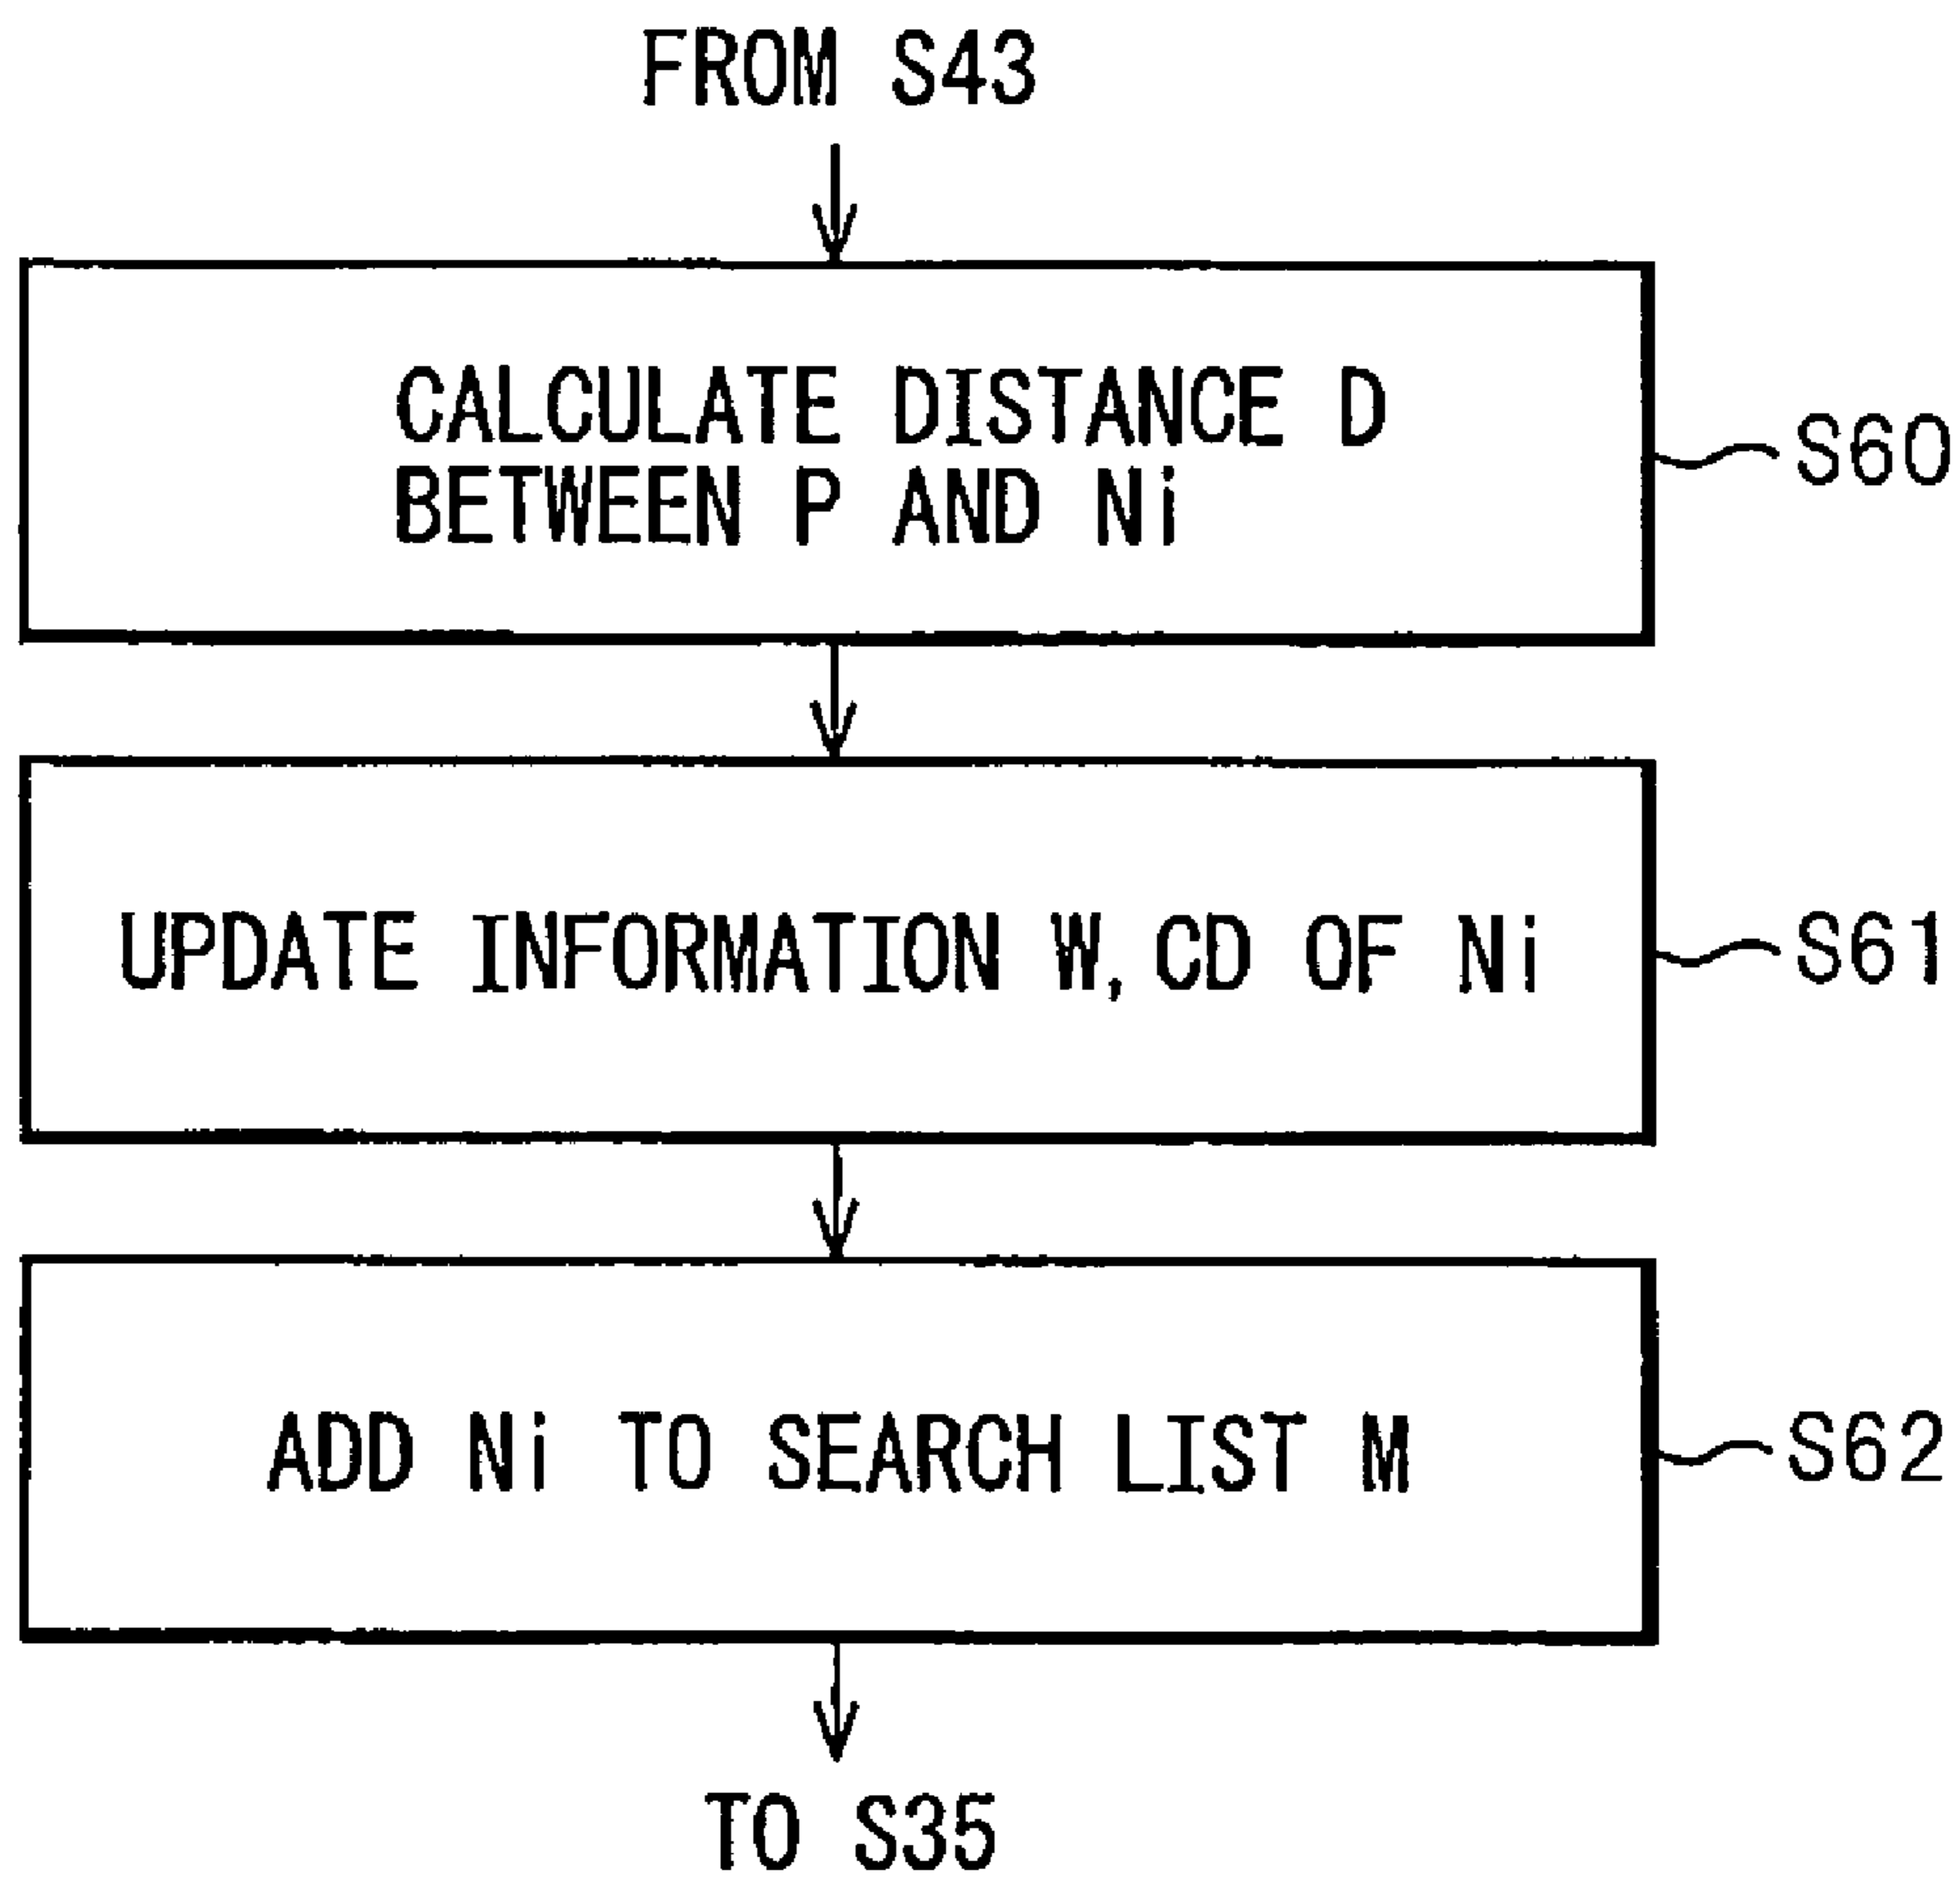 FROM S43
CALCULATE DISTANCE D
BETWEEN P AND Ni
S60
UPDATE INFORMATION W, CD OF Ni
S61
ADD Ni TO SEARCH LIST M
S62
TO S35